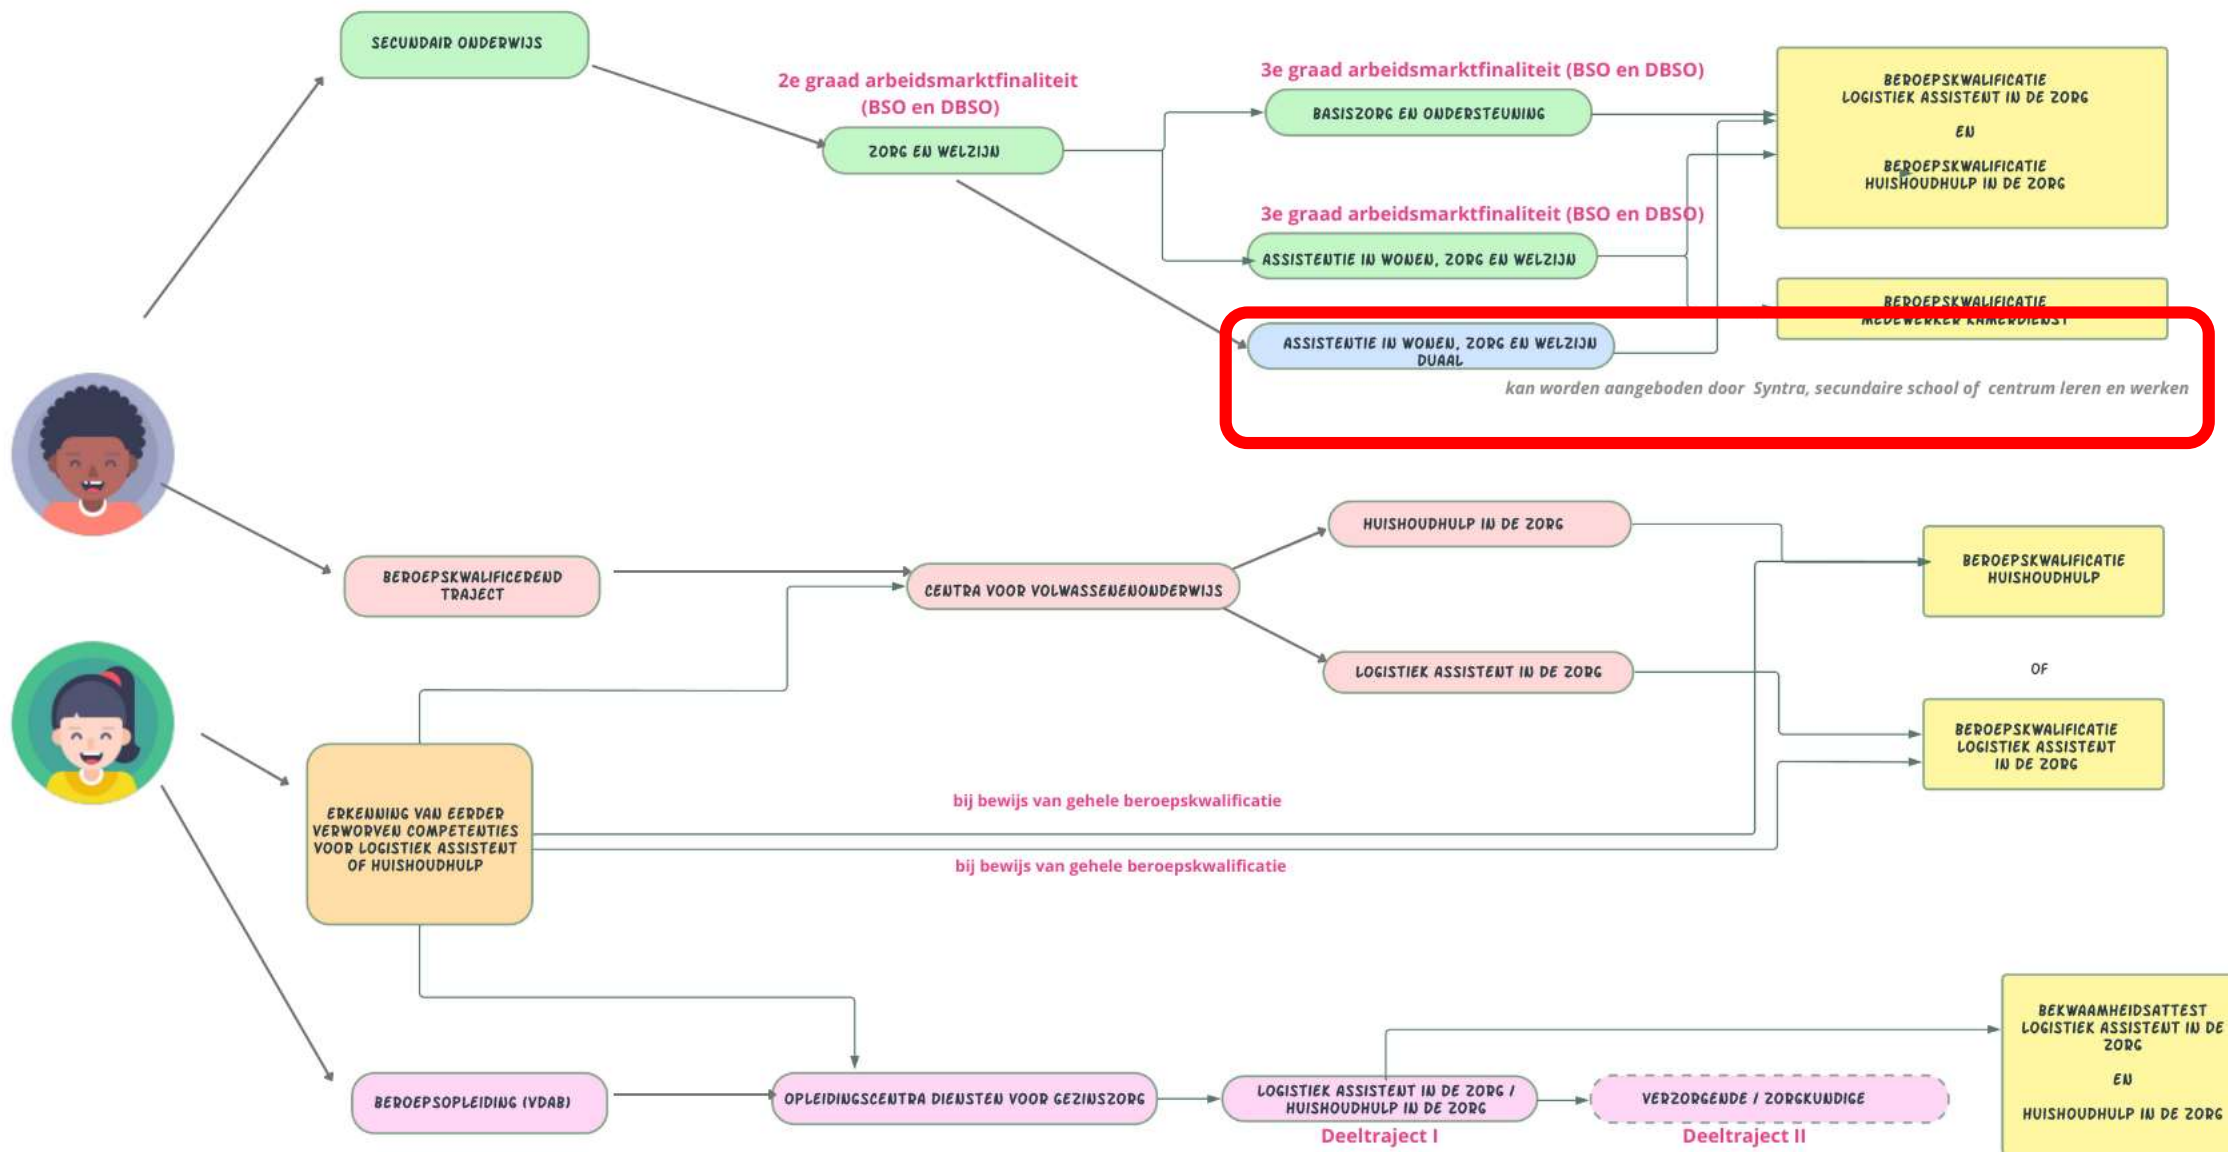 SECUNDAIR ONDERWIJS
2e graad arbeidsmarktfinaliteit
(BSO en DBSO)
ZORG EN WELZIJN
3e graad arbeidsmarktfinaliteit (BSO en DBSO)
BASISZORG EN ONDERSTEUNING
3e graad arbeidsmarktfinaliteit (BSO en DBSO)
ASSISTENTIE IN WONEN, ZORG EN WELZIJN
ASSISTENTIE IN WONEN, ZORG EN WELZIJN
DUAAL
kan worden aangeboden door Syntra, secundaire school of centrum leren en werken
BEROEPSKWALIFICATIE
LOGISTIEK ASSISTENT IN DE ZORG
EN
BEROEPSKWALIFICATIE
HUISHOUDHULP IN DE ZORG
BEROEPSKWALIFICATIE
MEDEWERKER KAMERDIENST
BEROEPSKWALIFICEREND
TRAJECT
CENTRA VOOR VOLWASSENENONDERWIJS
HUISHOUDHULP IN DE ZORG
LOGISTIEK ASSISTENT IN DE ZORG
BEROEPSKWALIFICATIE
HUISHOUDHULP
OF
BEROEPSKWALIFICATIE
LOGISTIEK ASSISTENT
IN DE ZORG
ERKENNING VAN EERDER
VERWORVEN COMPETENTIES
VOOR LOGISTIEK ASSISTENT
OF HUISHOUDHULP
bij bewijs van gehele beroepskwalificatie
bij bewijs van gehele beroepskwalificatie
BEROEPSOPLEIDING (VDAB)
OPLEIDINGSCENTRA DIENSTEN VOOR GEZINSZORG
LOGISTIEK ASSISTENT IN DE ZORG /
HUISHOUDHULP IN DE ZORG
Deeltraject I
VERZORGENDE / ZORGKUNDIGE
Deeltraject II
BEKWAAMHEIDSATTEST
LOGISTIEK ASSISTENT IN DE
ZORG
EN
HUISHOUDHULP IN DE ZORG